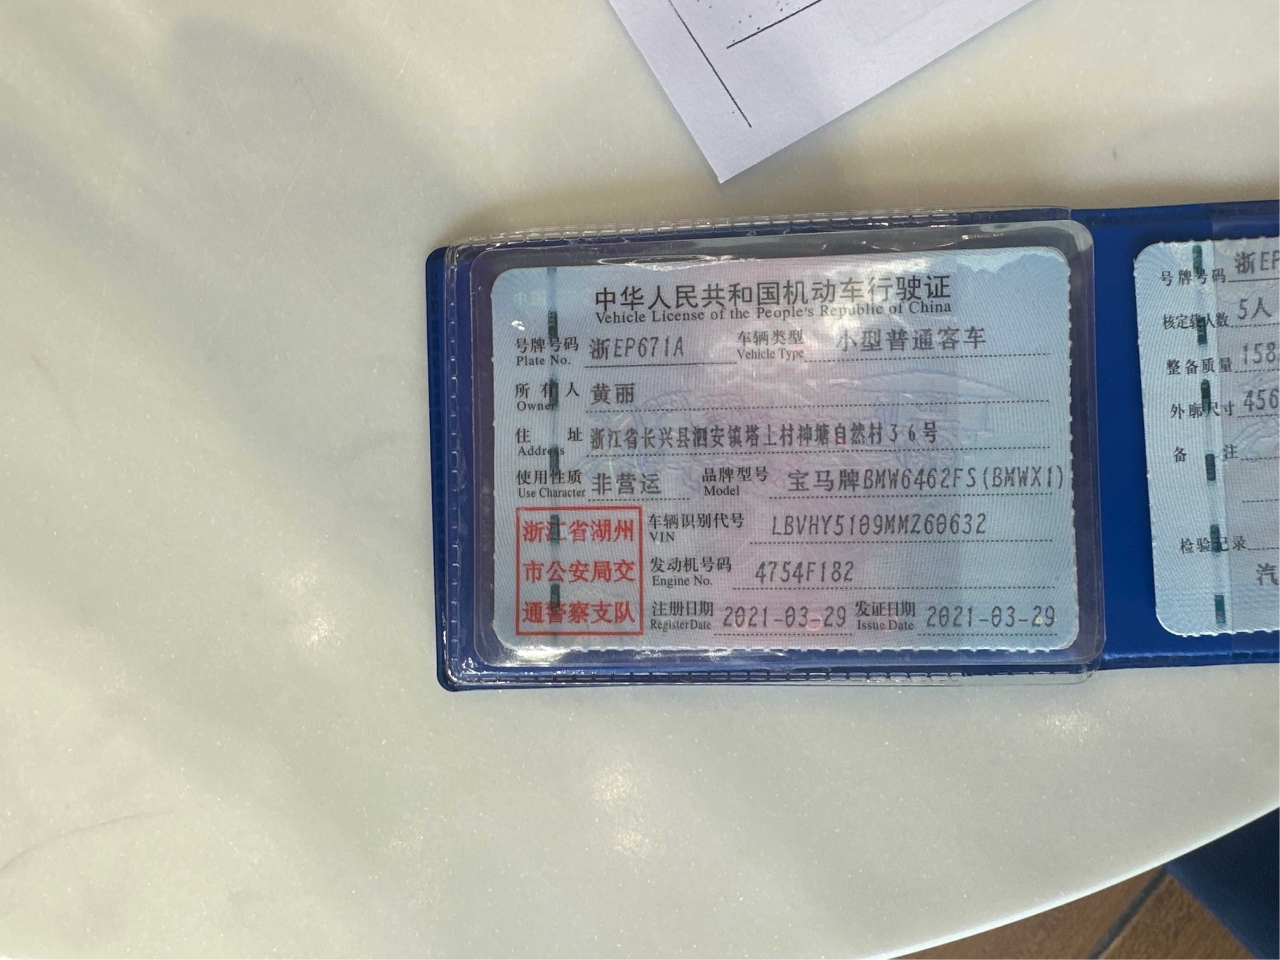 中华人民共和国机动车行驶证
Vehicle License of the People's Republic of China
号牌号码 浙EP671A 车辆类型 小型普通客车
Plate No. Vehicle Type
所有人 黄丽
Owner
住址 浙江省长兴县泗安镇塔上村神塘自然村36号
Address
使用性质 非营运 品牌型号 宝马牌BMW6462FS(BMWX1)
Use Character Model
浙江省湖州
市公安局交
通警察支队
车辆识别代号 LBVHY5109MMZ60632
VIN
发动机号码 4754F182
Engine No.
注册日期 2021-03-29 发证日期 2021-03-29
Register Date Issue Date
号牌号码 浙EP
核定载人数 5人
整备质量 158
外廓尺寸 456
备注
检验记录
汽